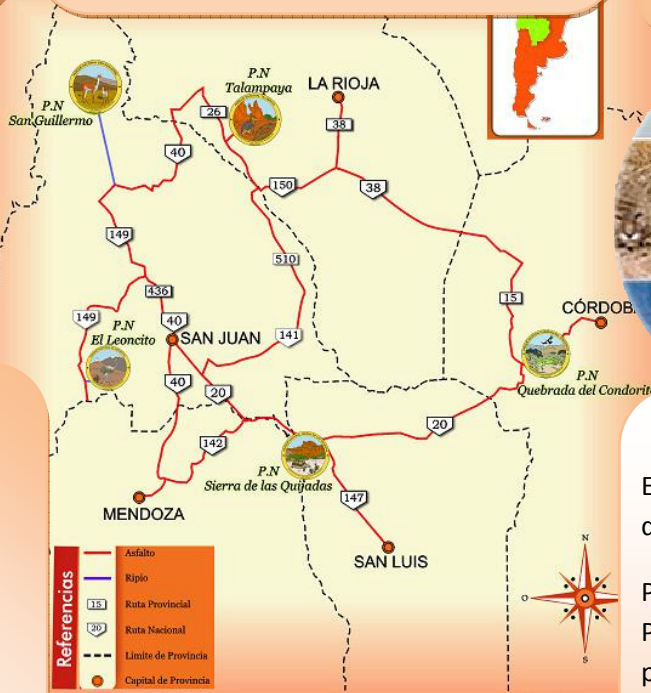 P.N
San Guillermo
26
P.N
Talampaya
LA RIOJA
38
40
150
38
149
510
436
15
CÓRDOB
149
P.N
El Leoncito
40
SAN JUAN
141
P.N
Quebrada del Condorit
40
20
20
142
P.N
Sierra de las Quijadas
147
MENDOZA
SAN LUIS
Referencias
Asfalto
Ripio
15 Ruta Provincial
20 Ruta Nacional
Limite de Provincia
Capital de Provincia
N
O
E
S
E
d
P
P
p